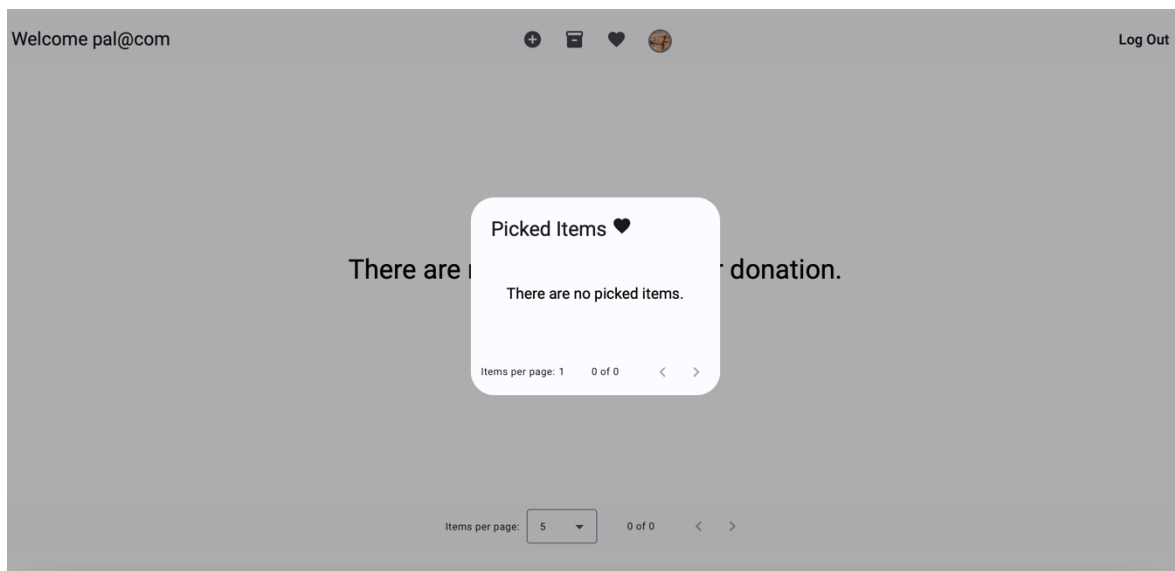 Welcome pal@com
Log Out
Picked Items
There are
donation.
There are no picked items.
Items per page: 1 0 of 0
Items per page: 5 0 of 0